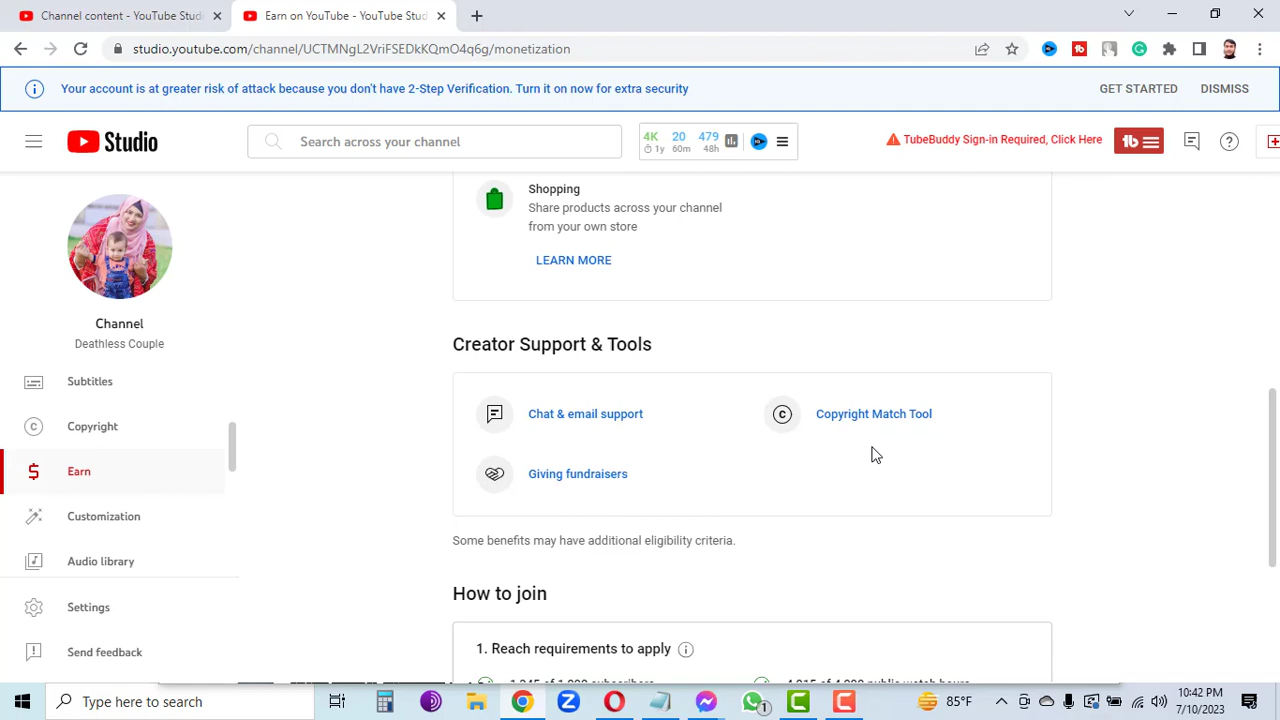 Channel - YouTube Studio
Earn on YouTube - YouTube Studio
studio.youtube.com/channel/UCTMNgL2VriFSEDkKQmO4q6g/monetization
Your account is at greater risk of attack because you don't have 2-Step Verification. Turn it on now for extra security
GET STARTED
DISMISS
Studio
Search across your channel
4K 20 479
1y 60m 48h
TubeBuddy Sign-in Required, Click Here
tb
Channel
Deathless Couple
Subtitles
Copyright
Earn
Customization
Audio library
Settings
Send feedback
Shopping
Share products across your channel
from your own store
LEARN MORE
Creator Support & Tools
Chat & email support
Copyright Match Tool
Giving fundraisers
Some benefits may have additional eligibility criteria.
How to join
1. Reach requirements to apply
Type here to search
1
85°F
10:42 PM
7/10/2023